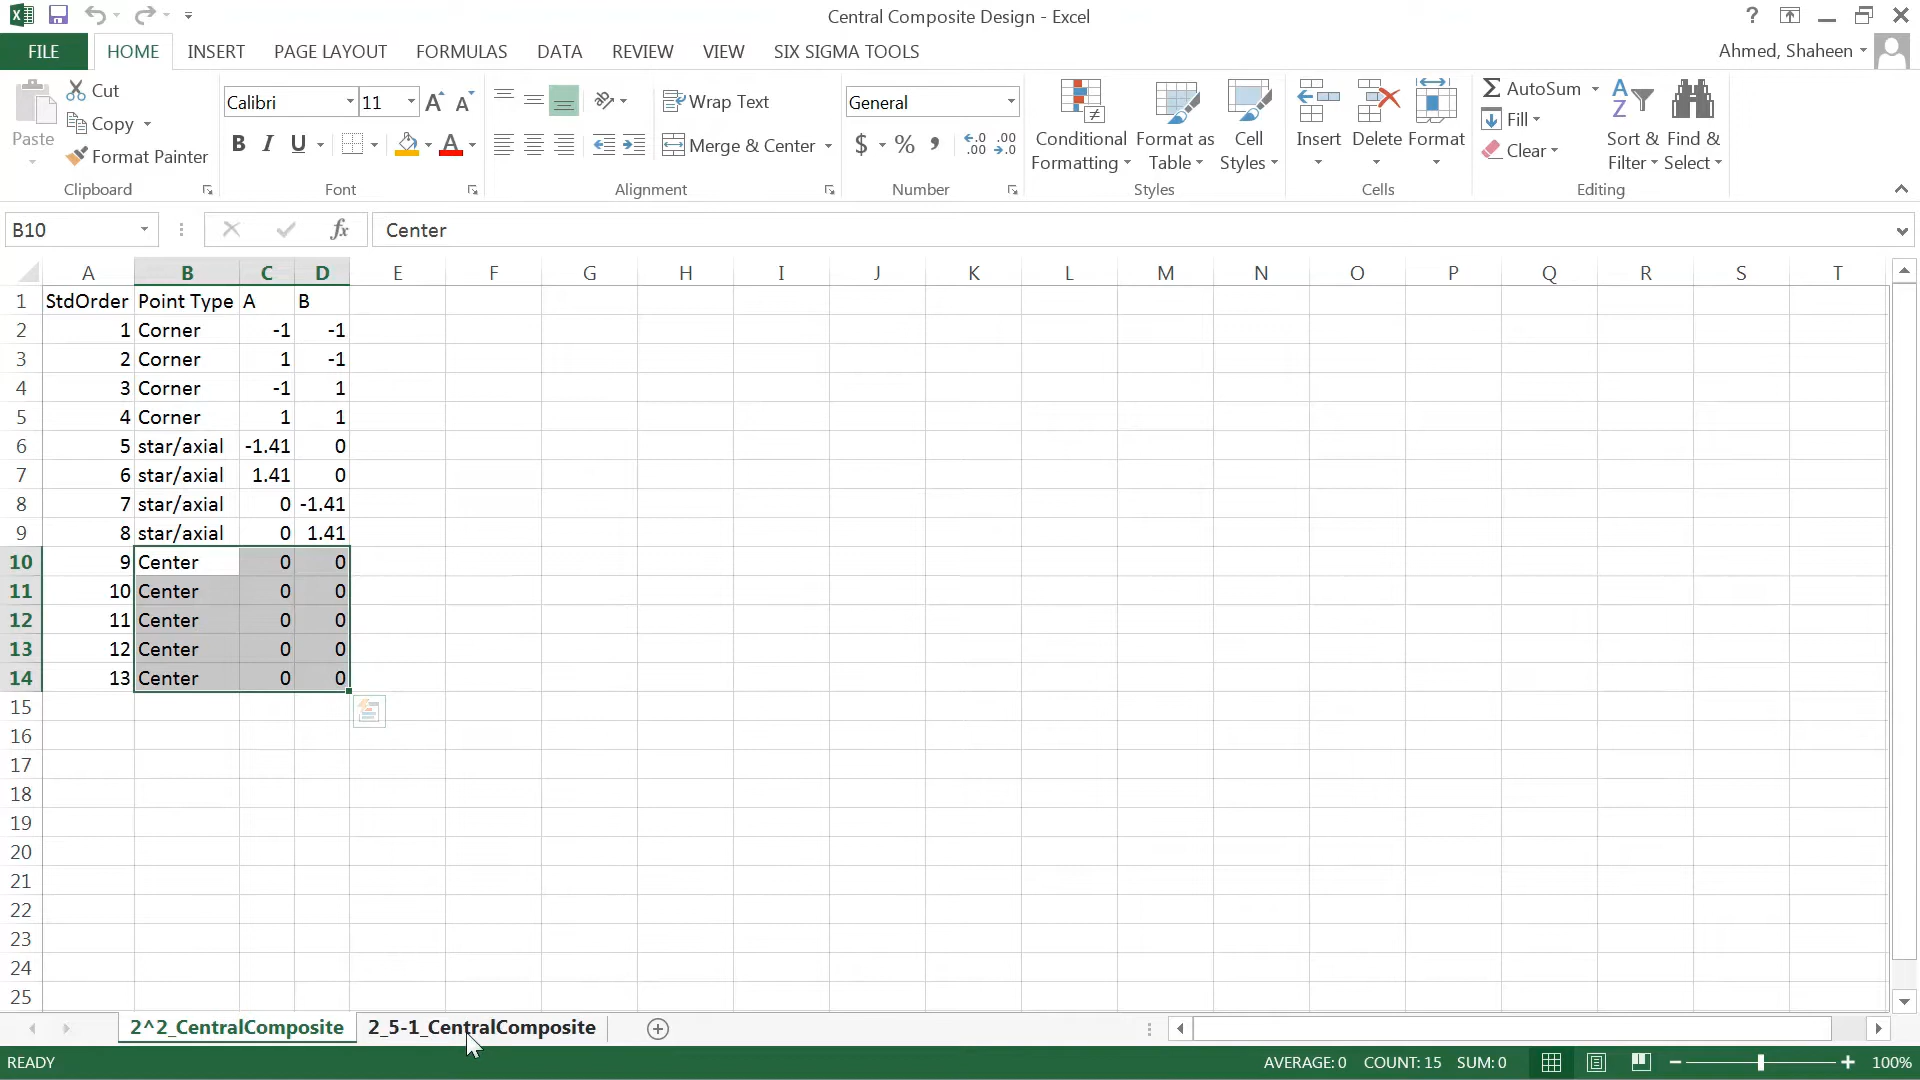 Central Composite Design - Excel
?
FILE HOME INSERT PAGE LAYOUT FORMULAS DATA REVIEW VIEW SIX SIGMA TOOLS Ahmed, Shaheen
Paste Cut
Copy
Format Painter
Clipboard
Calibri 11 A A
B I U A
Font
Wrap Text
Merge & Center
Alignment
General
$ % , .0 .00 .00 .0
Number
Conditional Formatting
Format as Table
Cell Styles
Styles
Insert Delete Format
Cells
AutoSum
Fill
Clear
Sort & Filter
Find & Select
Editing
B10 fx Center
A B C D E F G H I J K L M N O P Q R S T
1 StdOrder Point Type A B
2 1 Corner -1 -1
3 2 Corner 1 -1
4 3 Corner -1 1
5 4 Corner 1 1
6 5 star/axial -1.41 0
7 6 star/axial 1.41 0
8 7 star/axial 0 -1.41
9 8 star/axial 0 1.41
10 9 Center 0 0
11 10 Center 0 0
12 11 Center 0 0
13 12 Center 0 0
14 13 Center 0 0
15
16
17
18
19
20
21
22
23
24
25
2^2_CentralComposite 2_5-1_CentralComposite
READY AVERAGE: 0 COUNT: 15 SUM: 0 100%